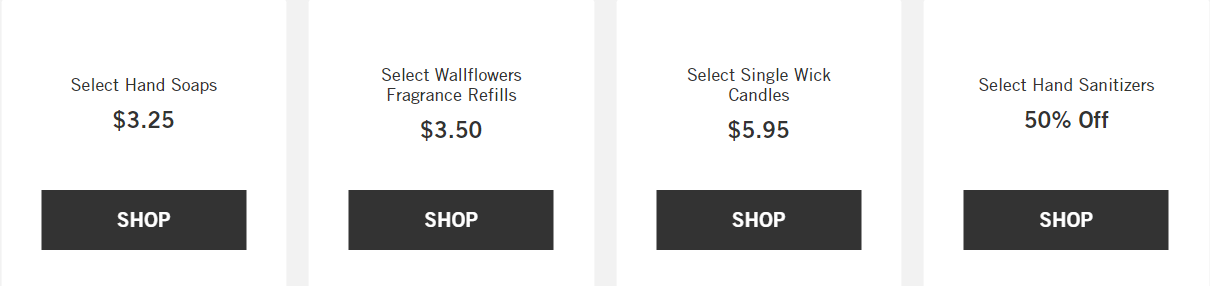 Select Hand Soaps
$3.25
SHOP
Select Wallflowers
Fragrance Refills
$3.50
SHOP
Select Single Wick
Candles
$5.95
SHOP
Select Hand Sanitizers
50% Off
SHOP